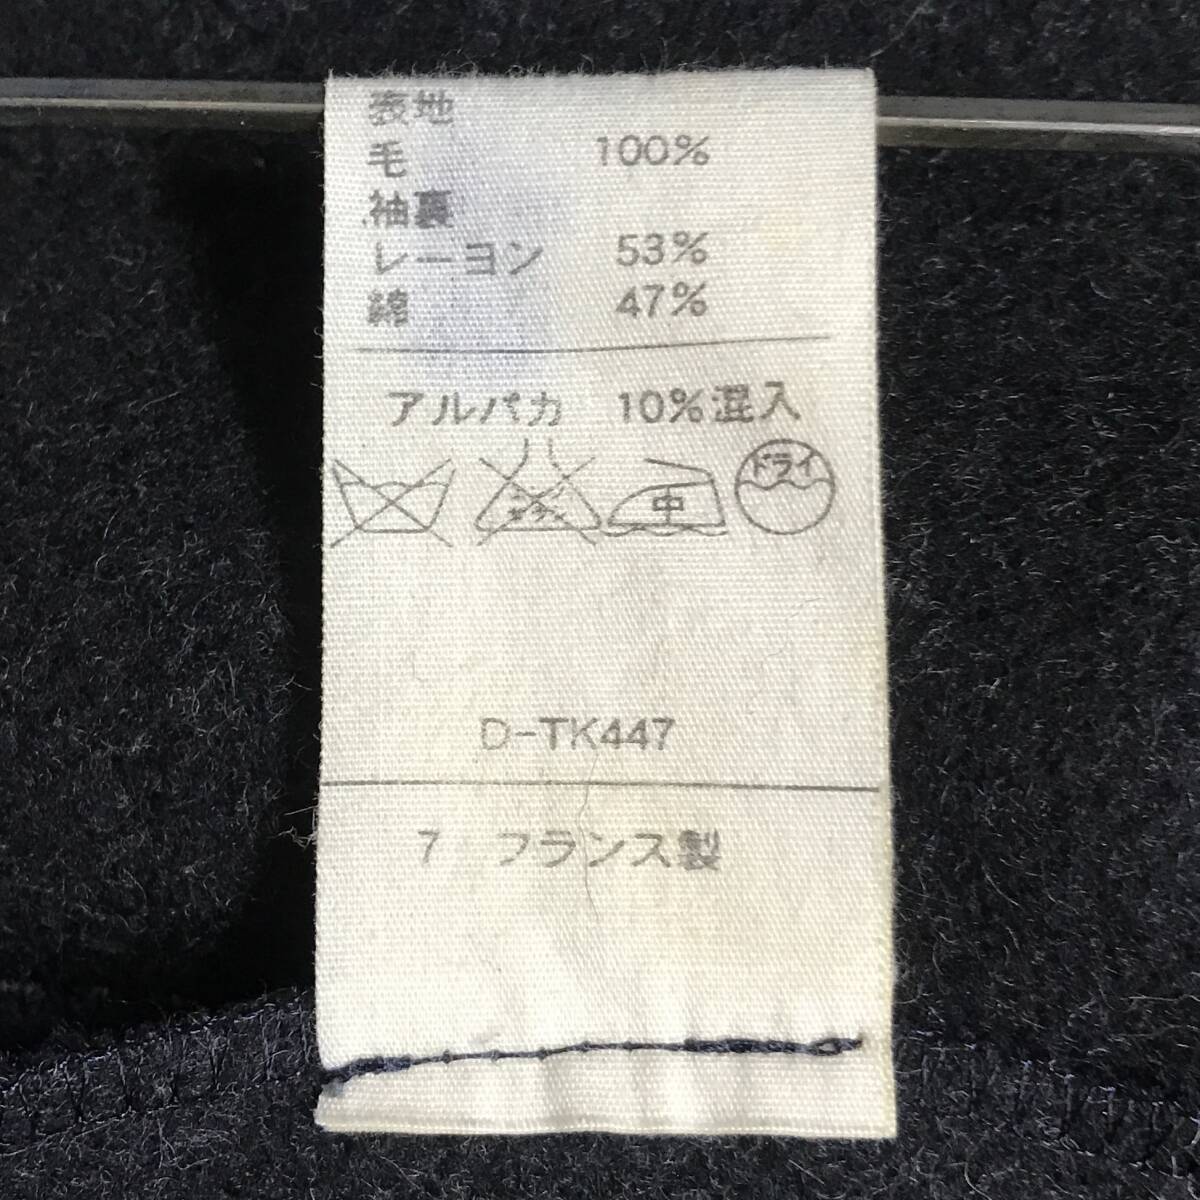 表地
毛 100%
袖裏
レーヨン 53%
綿 47%
アルパカ 10%混入
中 ドライ
D-TK447
7 フランス製